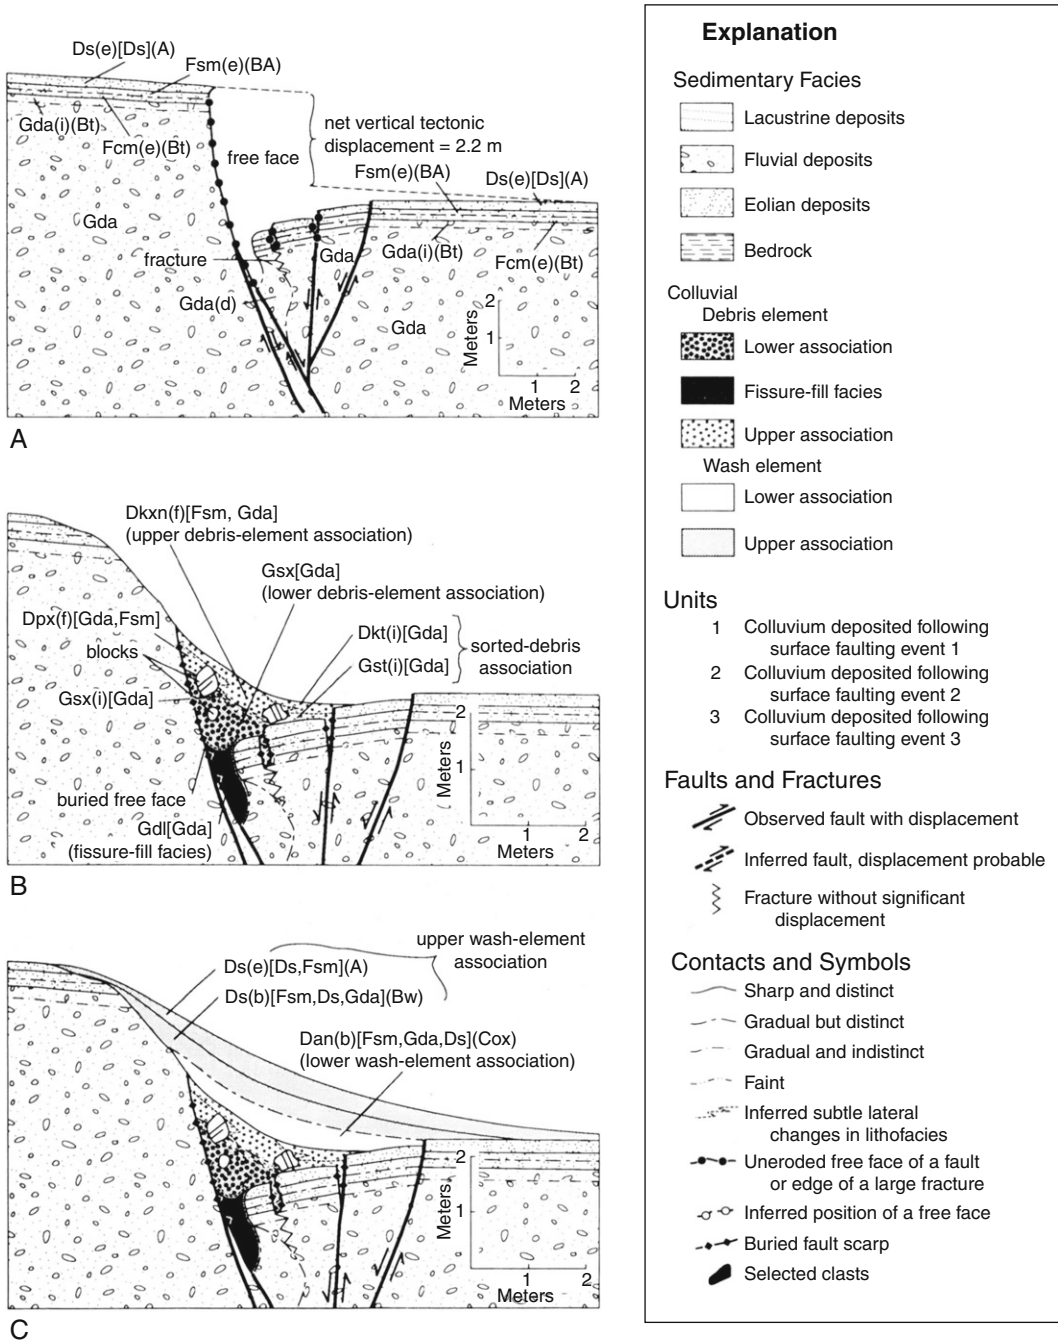 Ds(e)[Ds](A)
Fsm(e)(BA)
Gda(i)(Bt)
Fcm(e)(Bt)
free face
net vertical tectonic
displacement = 2.2 m
Fsm(e)(BA)
Ds(e)[Ds](A)
Gda
fracture
Gda
Gda(i)(Bt)
Fcm(e)(Bt)
Gda(d)
Gda
2
1
Meters
1 2
Meters
A
Dkxn(f)[Fsm, Gda]
(upper debris-element association)
Gsx[Gda]
(lower debris-element association)
Dpx(f)[Gda,Fsm]
blocks
Gsx(i)[Gda]
Dkt(i)[Gda]
Gst(i)[Gda]
sorted-debris
association
2
1
Meters
1 2
Meters
buried free face
Gdl[Gda]
(fissure-fill facies)
B
upper wash-element
association
Ds(e)[Ds,Fsm](A)
Ds(b)[Fsm,Ds,Gda](Bw)
Dan(b)[Fsm,Gda,Ds](Cox)
(lower wash-element association)
2
1
Meters
1 2
Meters
C
Explanation
Sedimentary Facies
Lacustrine deposits
Fluvial deposits
Eolian deposits
Bedrock
Colluvial
Debris element
Lower association
Fissure-fill facies
Upper association
Wash element
Lower association
Upper association
Units
1 Colluvium deposited following
surface faulting event 1
2 Colluvium deposited following
surface faulting event 2
3 Colluvium deposited following
surface faulting event 3
Faults and Fractures
Observed fault with displacement
Inferred fault, displacement probable
Fracture without significant
displacement
Contacts and Symbols
Sharp and distinct
Gradual but distinct
Gradual and indistinct
Faint
Inferred subtle lateral
changes in lithofacies
Uneroded free face of a fault
or edge of a large fracture
Inferred position of a free face
Buried fault scarp
Selected clasts